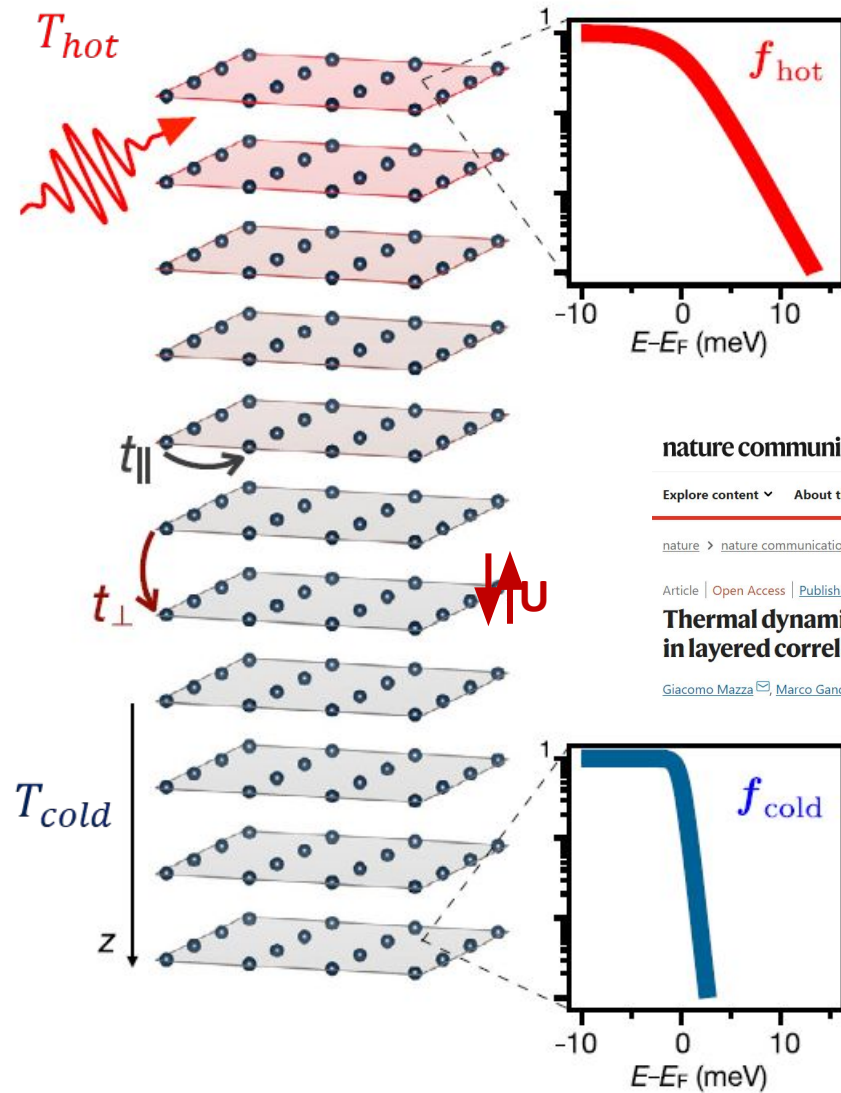 T_hot
1
f_hot
-10 0 10
E–E_F (meV)
t_∥
nature communi
Explore content About t
nature > nature communicatio
Article | Open Access | Publish
Thermal dynami
in layered correl
Giacomo Mazza, Marco Gand
t_⊥
U
z
T_cold
1
f_cold
-10 0 10
E–E_F (meV)